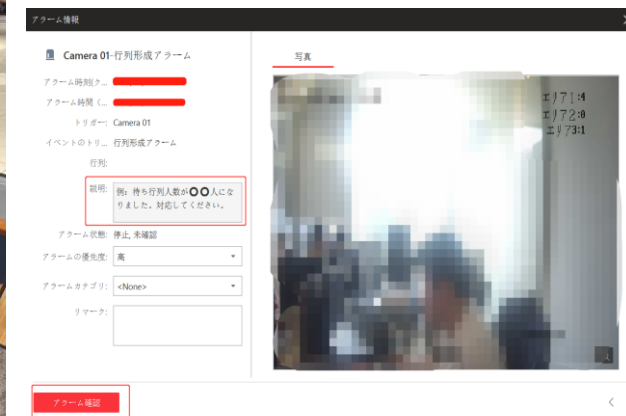 アラーム情報
Camera 01-行列形成アラーム
アラーム時刻(ク...
アラーム時間 (...
トリガー: Camera 01
イベントのトリ... 行列形成アラーム
行列:
説明: 例: 待ち行列人数が〇〇人にな
りました。対応してください。
アラーム状態: 停止, 未確認
アラームの優先度: 高
アラームカテゴリ: <None>
リマーク:
アラーム確認
写真
エリア1:4
エリア2:0
エリア3:1